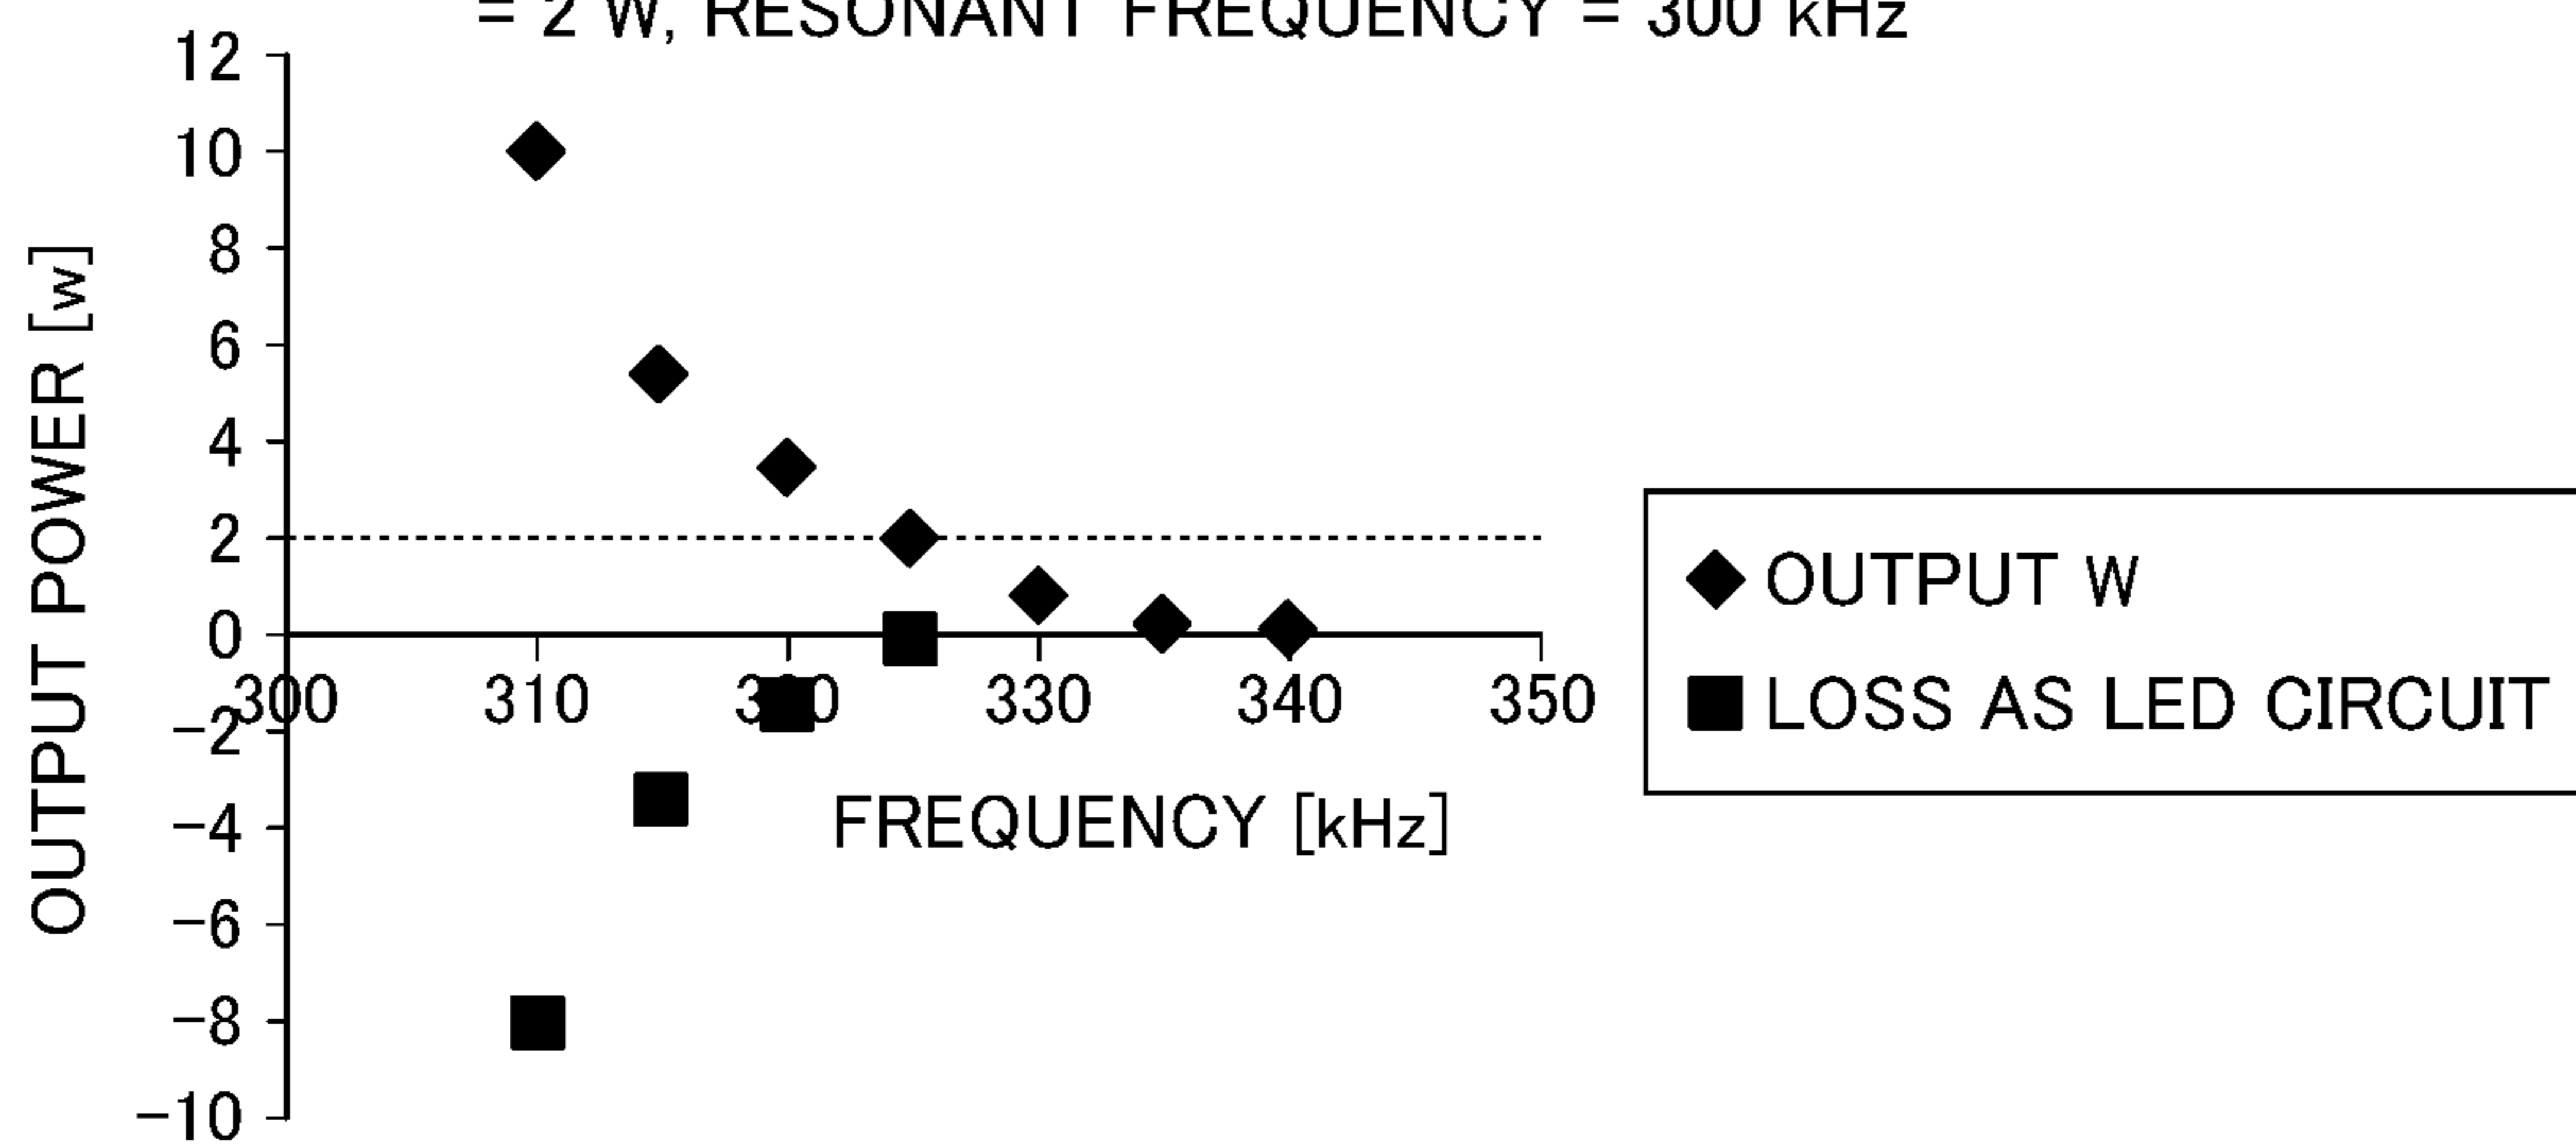 = 2 W, RESONANT FREQUENCY = 300 kHz
12
10
8
6
4
2
0
-2
-4
-6
-8
-10
OUTPUT POWER [w]
300 310 320 330 340 350
FREQUENCY [kHz]
OUTPUT W
LOSS AS LED CIRCUIT